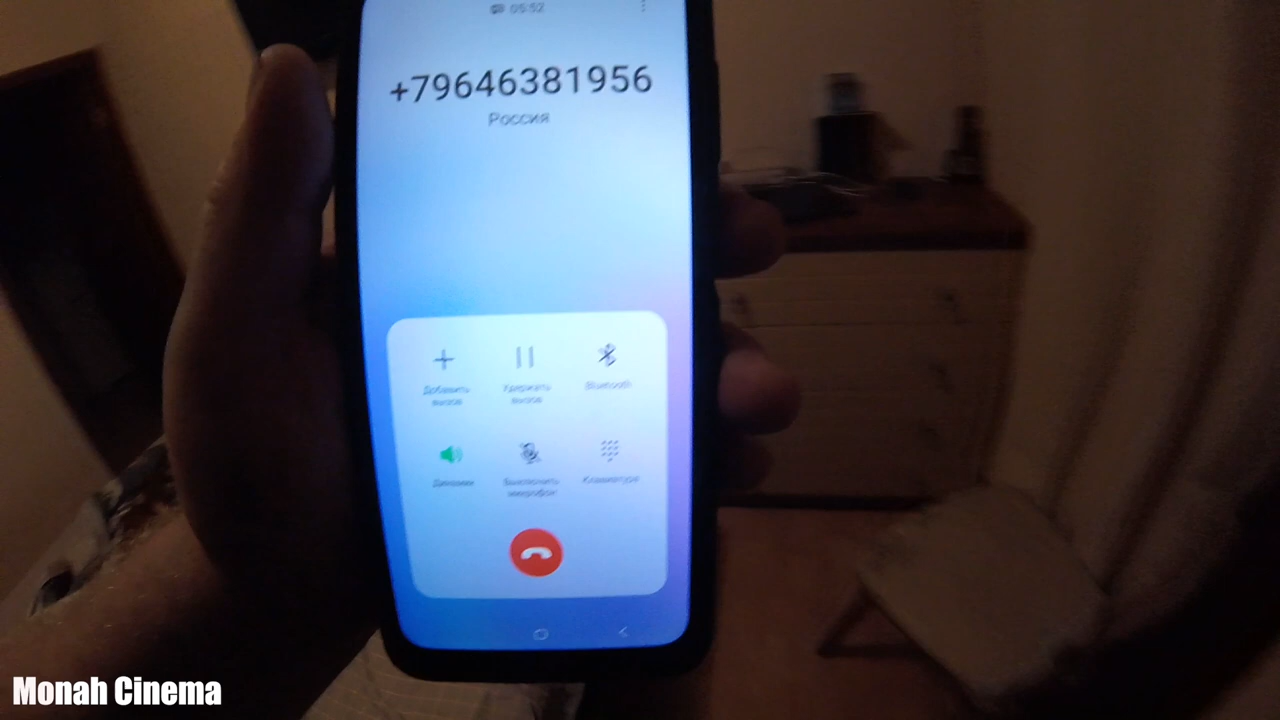 05:52
+79646381956
Россия
Добавить вызов
Удержать вызов
Bluetooth
Динамик
Выключить микрофон
Клавиатура
Monah Cinema